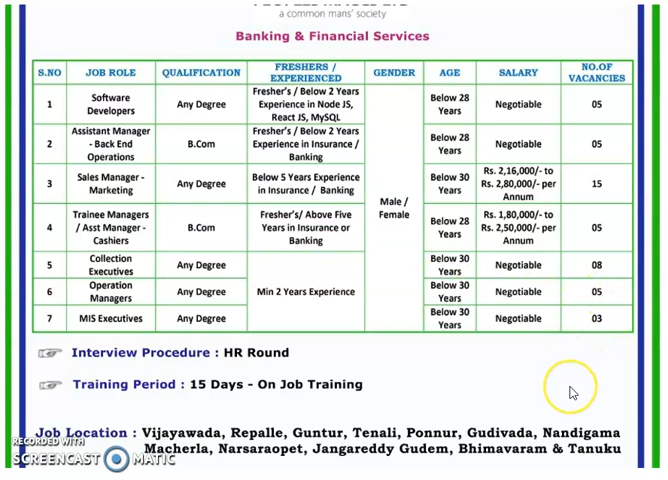 a common mans' society
Banking & Financial Services
S.NO JOB ROLE QUALIFICATION FRESHERS / EXPERIENCED GENDER AGE SALARY NO.OF VACANCIES
1 Software Developers Any Degree Fresher's / Below 2 Years Experience in Node JS, React JS, MySQL Male / Female Below 28 Years Negotiable 05
2 Assistant Manager - Back End Operations B.Com Fresher's / Below 2 Years Experience in Insurance / Banking Below 28 Years Negotiable 05
3 Sales Manager - Marketing Any Degree Below 5 Years Experience in Insurance / Banking Below 30 Years Rs. 2,16,000/- to Rs. 2,80,000/- per Annum 15
4 Trainee Managers / Asst Manager - Cashiers B.Com Fresher's/ Above Five Years in Insurance or Banking Below 28 Years Rs. 1,80,000/- to Rs. 2,50,000/- per Annum 05
5 Collection Executives Any Degree Min 2 Years Experience Below 30 Years Negotiable 08
6 Operation Managers Any Degree Below 30 Years Negotiable 05
7 MIS Executives Any Degree Below 30 Years Negotiable 03
Interview Procedure : HR Round
Training Period : 15 Days - On Job Training
Job Location : Vijayawada, Repalle, Guntur, Tenali, Ponnur, Gudivada, Nandigama
Macherla, Narsaraopet, Jangareddy Gudem, Bhimavaram & Tanuku
RECORDED WITH
SCREENCAST MATIC